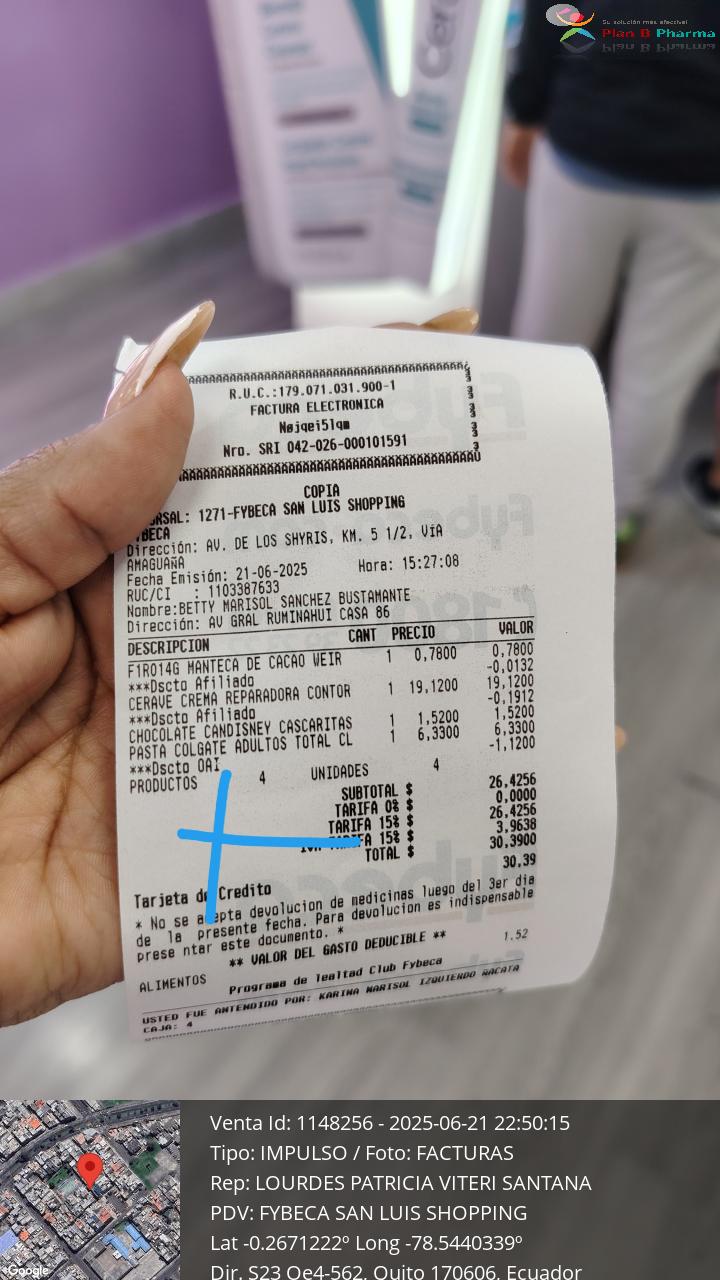 Su solución más efectiva!
Plan B Pharma
Cera
R.U.C.:179.071.031.900-1
FACTURA ELECTRONICA
Nro. SRI 042-026-000101591
COPIA
URSAL: 1271-FYBECA SAN LUIS SHOPPING
YBECA
Dirección: AV. DE LOS SHYRIS, KM. 5 1/2, VíA
AMAGUAñA
Fecha Emisión: 21-06-2025 Hora: 15:27:08
RUC/CI : 1103387633
Nombre:BETTY MARISOL SANCHEZ BUSTAMANTE
Dirección: AV GRAL RUMINAHUI CASA 86
DESCRIPCION CANT PRECIO VALOR
F1R014G MANTECA DE CACAO WEIR 1 0,7800 0,7800
***Dscto Afiliado -0,0132
CERAVE CREMA REPARADORA CONTOR 1 19,1200 19,1200
***Dscto Afiliado -0,1912
CHOCOLATE CANDISNEY CASCARITAS 1 1,5200 1,5200
PASTA COLGATE ADULTOS TOTAL CL 1 6,3300 6,3300
***Dscto OAI -1,1200
PRODUCTOS 4 UNIDADES 4
SUBTOTAL $ 26,4256
TARIFA 0% $ 0,0000
TARIFA 15% $ 26,4256
15% $ 3,9638
TOTAL $ 30,3900
30,39
Tarjeta de Credito
* No se acepta devolucion de medicinas luego del 3er dia
de la presente fecha. Para devolucion es indispensable
prese ntar este documento. *
** VALOR DEL GASTO DEDUCIBLE **
ALIMENTOS 1.52
Programa de lealtad Club Fybeca
USTED FUE ANTENDIDO POR: KARINA MARISOL IZQUIERDO
CAJA: 4
Google
Venta Id: 1148256 - 2025-06-21 22:50:15
Tipo: IMPULSO / Foto: FACTURAS
Rep: LOURDES PATRICIA VITERI SANTANA
PDV: FYBECA SAN LUIS SHOPPING
Lat -0.2671222º Long -78.5440339º
Dir. S23 Oe4-562, Quito 170606, Ecuador